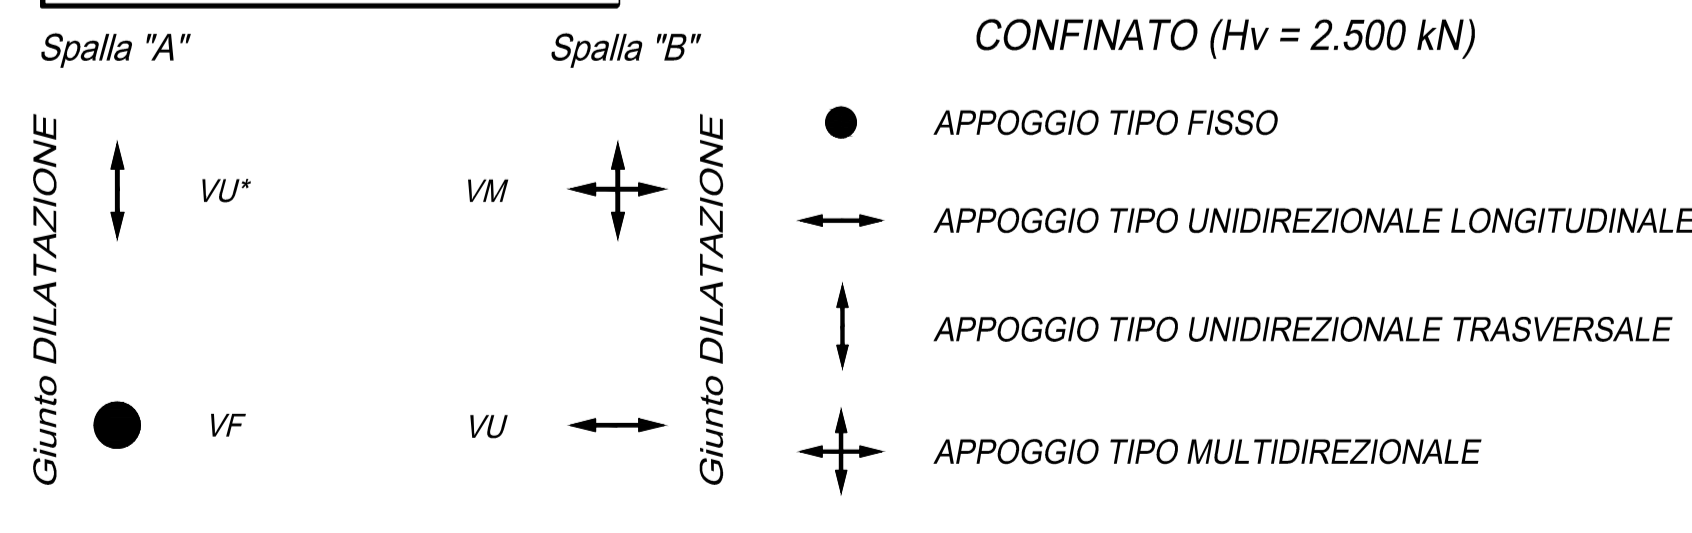 Spalla "A"
Spalla "B"
CONFINATO (Hv = 2.500 kN)
Giunto DILATAZIONE
VU*
VM
VF
VU
Giunto DILATAZIONE
APPOGGIO TIPO FISSO
APPOGGIO TIPO UNIDIREZIONALE LONGITUDINALE
APPOGGIO TIPO UNIDIREZIONALE TRASVERSALE
APPOGGIO TIPO MULTIDIREZIONALE